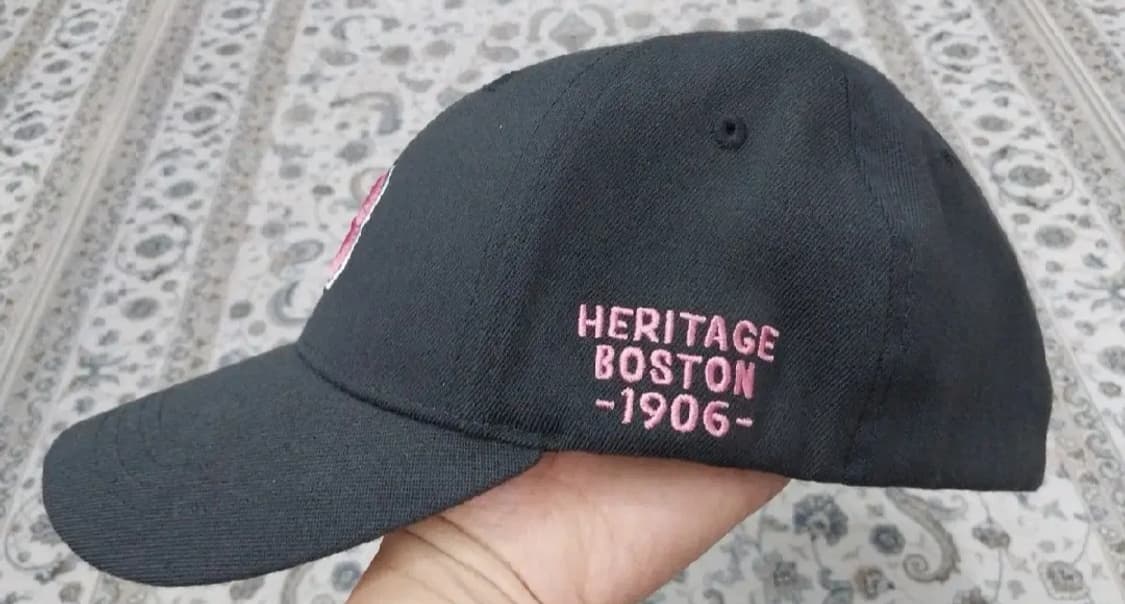 HERITAGE
BOSTON
-1906-